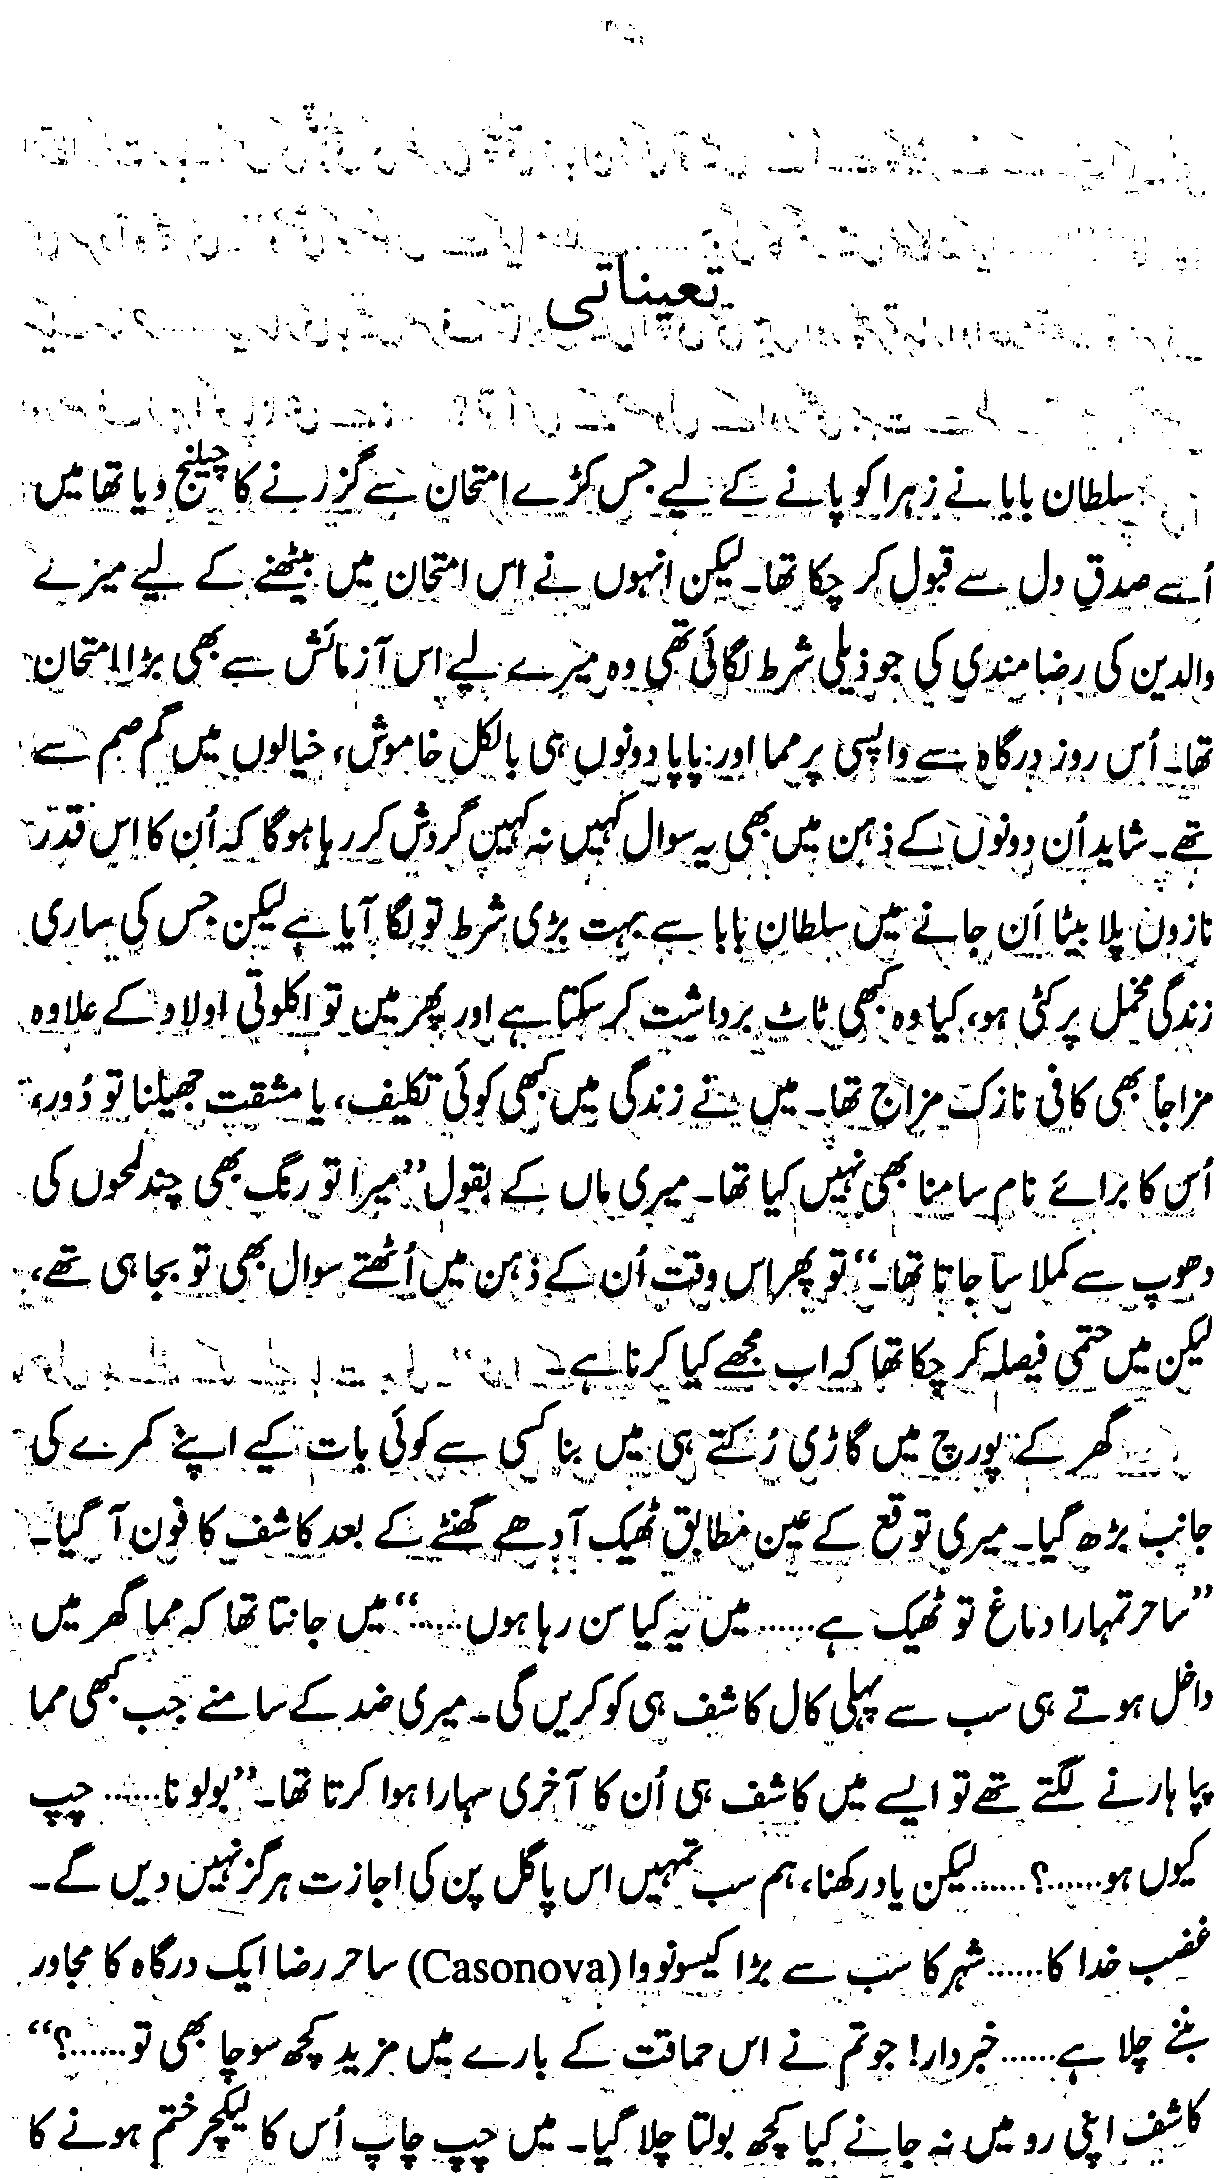 تعیناتی
سلطان بابا نے زہرا کو پانے کے لیے جس کڑے امتحان سے گزرنے کا چیلنج دیا تھا میں
اُسے صدقِ دل سے قبول کر چکا تھا۔ لیکن انہوں نے اس امتحان میں بیٹھنے کے لیے میرے
والدین کی رضامندی کی جو ذیلی شرط لگائی تھی وہ میرے لیے اس آزمائش سے بھی بڑا امتحان
تھا۔ اُس روز درگاہ سے واپسی پر مما اور پاپا دونوں ہی بالکل خاموش، خیالوں میں گم صم سے
تھے۔ شاید اُن دونوں کے ذہن میں بھی یہ سوال کہیں نہ کہیں گردش کر رہا ہوگا کہ اُن کا اس قدر
نازوں پلا بیٹا اَن جانے میں سلطان بابا سے بہت بڑی شرط تو لگا آیا ہے لیکن جس کی ساری
زندگی مخمل پر کٹی ہو، کیا وہ کبھی ٹاٹ برداشت کر سکتا ہے اور پھر میں تو اکلوتی اولاد کے علاوہ
مزاجاً بھی کافی نازک مزاج تھا۔ میں نے زندگی میں کبھی کوئی تکلیف، یا مشقت جھیلنا تو دُور،
اُس کا برائے نام سامنا بھی نہیں کیا تھا۔ میری ماں کے بقول ”میرا تو رنگ بھی چند لمحوں کی
دھوپ سے کملا سا جاتا تھا۔“ تو پھر اس وقت اُن کے ذہن میں اُٹھتے سوال بھی تو بجا ہی تھے،
لیکن میں حتمی فیصلہ کر چکا تھا کہ اب مجھے کیا کرنا ہے۔
گھر کے پورچ میں گاڑی رُکتے ہی میں بنا کسی سے کوئی بات کیے اپنے کمرے کی
جانب بڑھ گیا۔ میری توقع کے عین مطابق ٹھیک آدھے گھنٹے کے بعد کاشف کا فون آ گیا۔
”ساحر تمہارا دماغ تو ٹھیک ہے...... میں یہ کیا سن رہا ہوں......“ میں جانتا تھا کہ مما گھر میں
داخل ہوتے ہی سب سے پہلی کال کاشف ہی کو کریں گی۔ میری ضد کے سامنے جب کبھی مما
پپا ہارنے لگتے تھے تو ایسے میں کاشف ہی اُن کا آخری سہارا ہوا کرتا تھا۔ ”بولو نا...... چپ
کیوں ہو......؟...... لیکن یاد رکھنا، ہم سب تمہیں اس پاگل پن کی اجازت ہرگز نہیں دیں گے۔
غضب خدا کا...... شہر کا سب سے بڑا کیسونووا (Casonova) ساحر رضا ایک درگاہ کا مجاور
بننے چلا ہے...... خبردار! جو تم نے اس حماقت کے بارے میں مزید کچھ سوچا بھی تو......؟“
کاشف اپنی رو میں نہ جانے کیا کچھ بولتا چلا گیا۔ میں چپ چاپ اُس کا لیکچر ختم ہونے کا